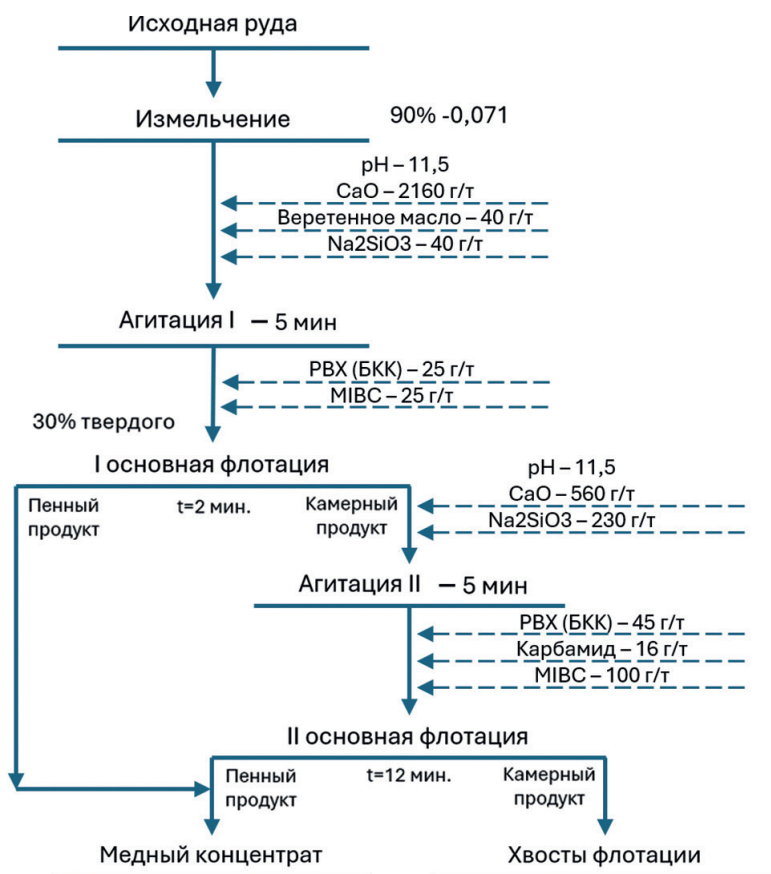 Исходная руда
Измельчение
90% -0,071
pH – 11,5
CaO – 2160 г/т
Веретенное масло – 40 г/т
Na2SiO3 – 40 г/т
Агитация I – 5 мин
PBX (БКК) – 25 г/т
MIBC – 25 г/т
30% твердого
I основная флотация
Пенный
продукт
t=2 мин.
Камерный
продукт
pH – 11,5
CaO – 560 г/т
Na2SiO3 – 230 г/т
Агитация II – 5 мин
PBX (БКК) – 45 г/т
Карбамид – 16 г/т
MIBC – 100 г/т
II основная флотация
Пенный
продукт
t=12 мин.
Камерный
продукт
Медный концентрат
Хвосты флотации